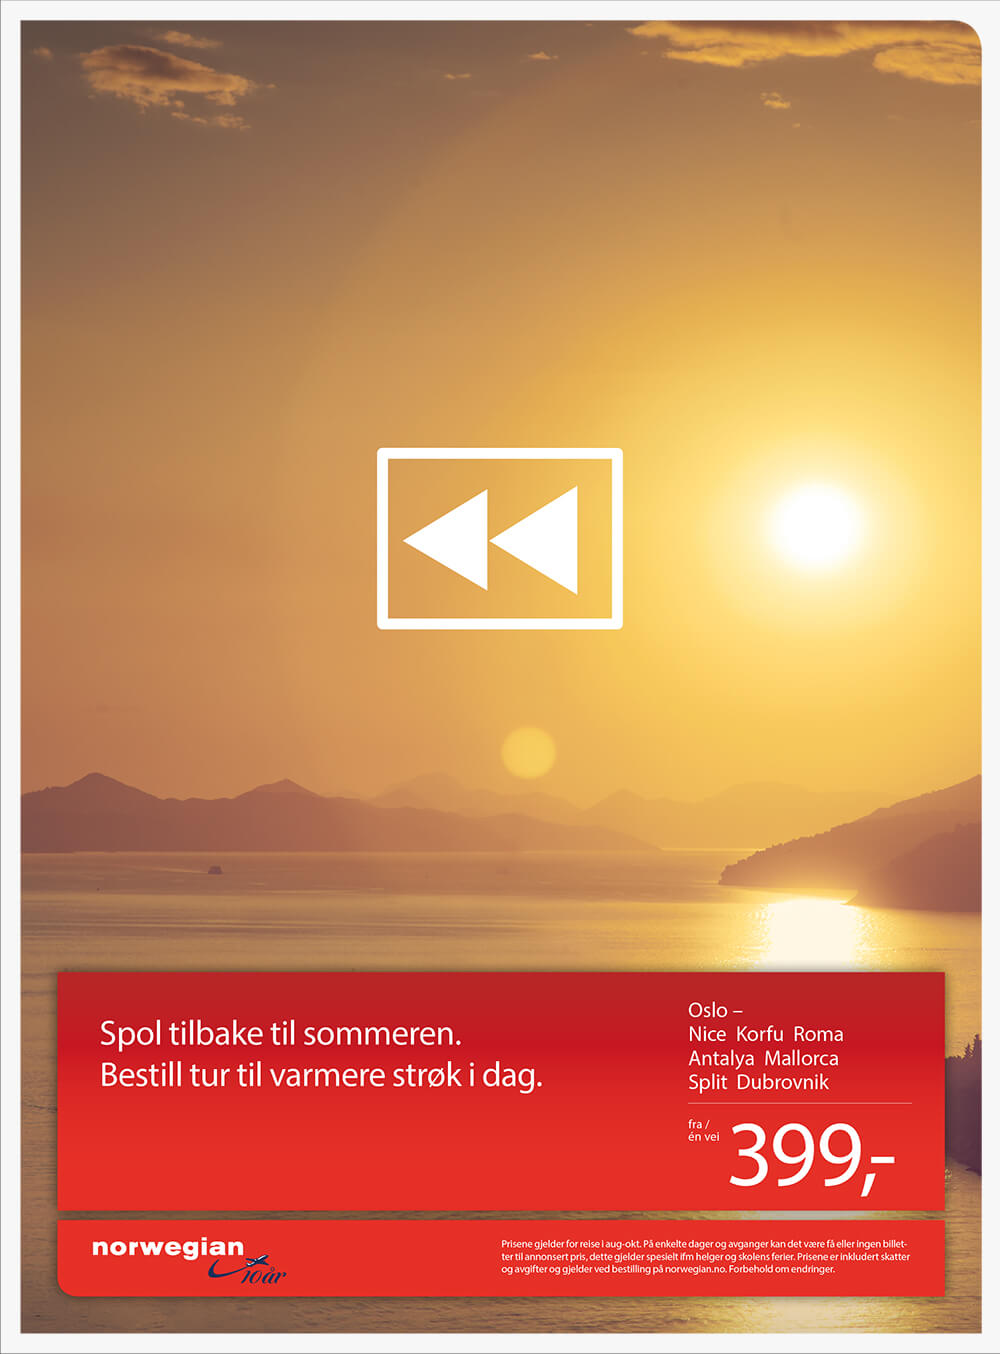 Spol tilbake til sommeren.
Bestill tur til varmere strøk i dag.
Oslo –
Nice Korfu Roma
Antalya Mallorca
Split Dubrovnik
fra /
én vei
399,-
norwegian
10 år
Prisene gjelder for reise i aug-okt. På enkelte dager og avganger kan det være få eller ingen billet-
ter til annonsert pris, dette gjelder spesielt ifm helger og skolens ferier. Prisene er inkludert skatter
og avgifter og gjelder ved bestilling på norwegian.no. Forbehold om endringer.